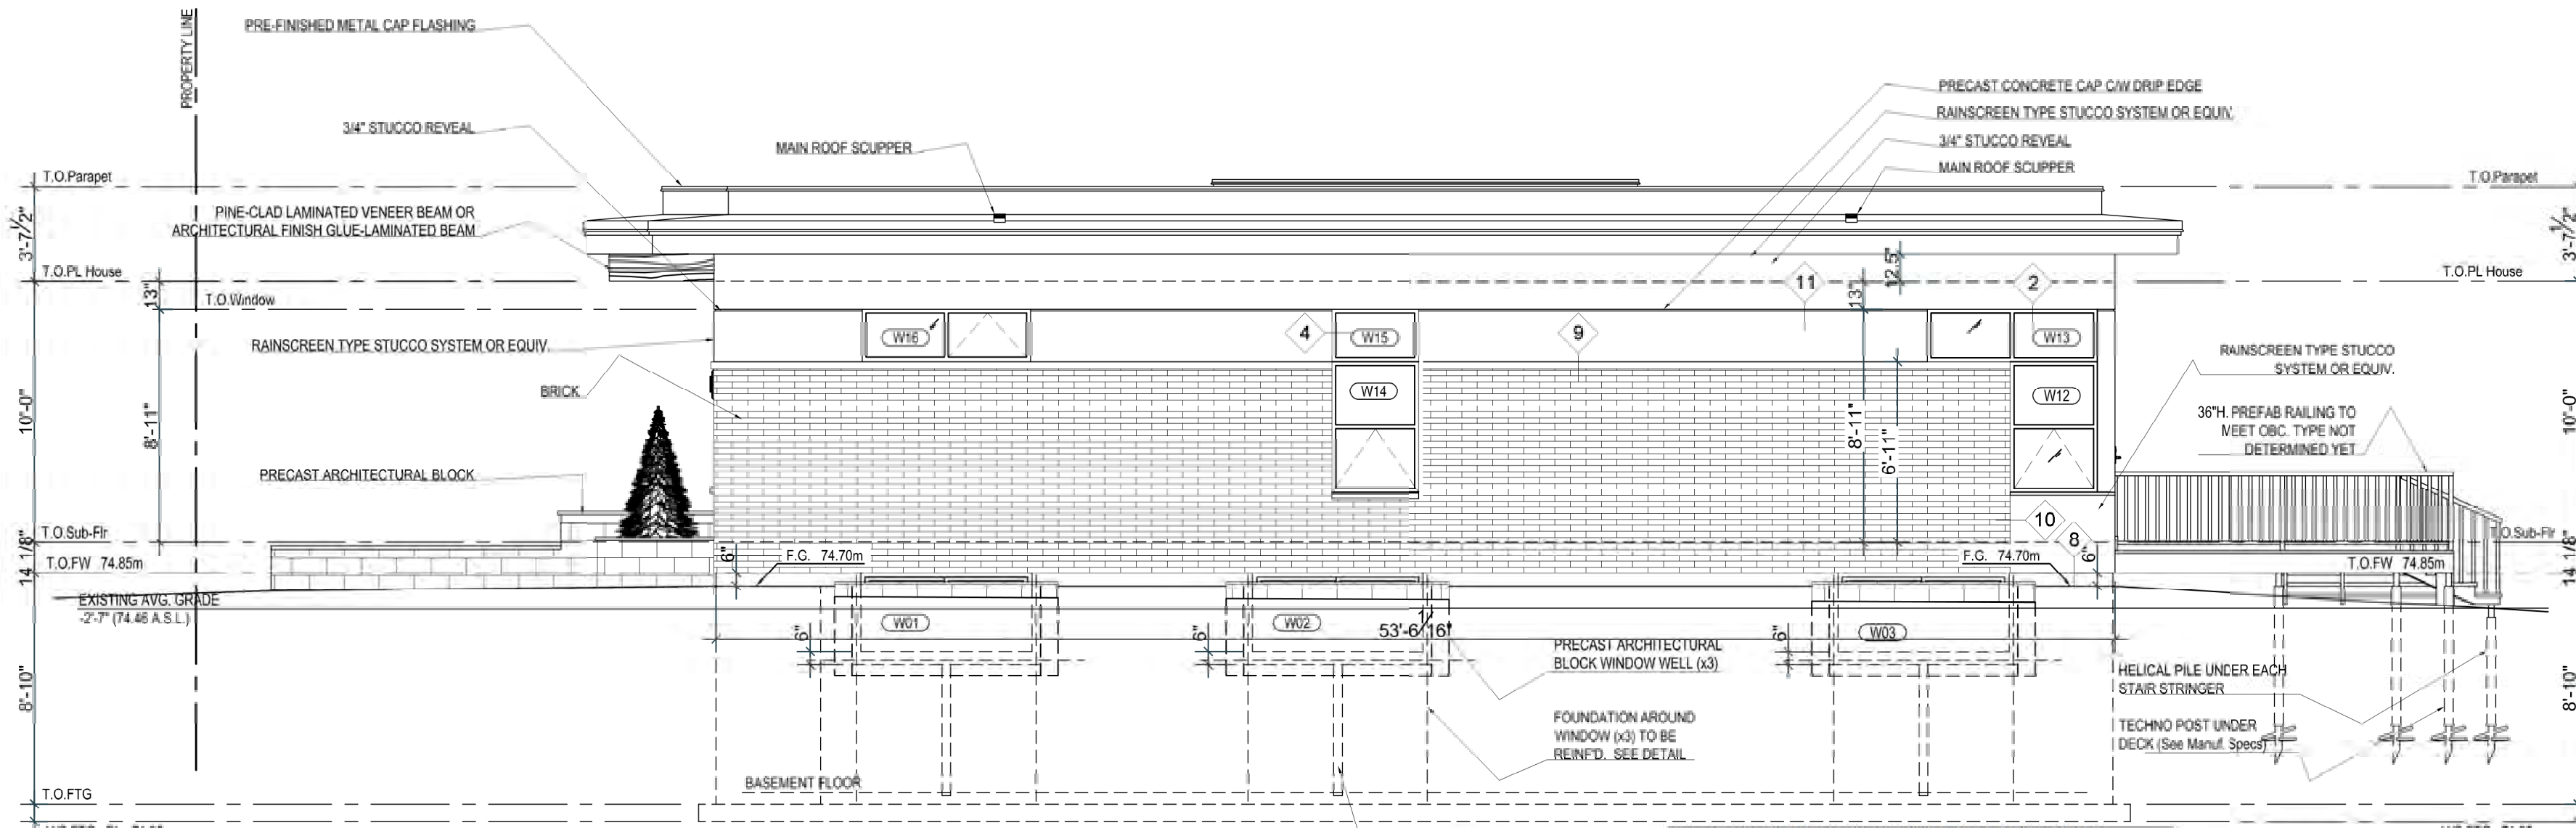 PROPERTY LINE
PRE-FINISHED METAL CAP FLASHING
3/4" STUCCO REVEAL
MAIN ROOF SCUPPER
PRECAST CONCRETE CAP C/W DRIP EDGE
RAINSCREEN TYPE STUCCO SYSTEM OR EQUIV.
3/4" STUCCO REVEAL
MAIN ROOF SCUPPER
T.O.Parapet
T.O.Parapet
3'-7 1/2"
3'-7 1/2"
PINE-CLAD LAMINATED VENEER BEAM OR
ARCHITECTURAL FINISH GLUE-LAMINATED BEAM
T.O.PL House
T.O.PL House
13"
T.O.Window
12.5"
13"
11
2
W16
4
W15
9
W13
RAINSCREEN TYPE STUCCO SYSTEM OR EQUIV.
RAINSCREEN TYPE STUCCO
SYSTEM OR EQUIV.
BRICK
W14
W12
10'-0"
8'-11"
8'-11"
6'-11"
10'-0"
36"H. PREFAB RAILING TO
MEET OBC. TYPE NOT
DETERMINED YET
PRECAST ARCHITECTURAL BLOCK
10
8
T.O.Sub-Flr
T.O.Sub-Flr
14 1/8"
14 1/8"
T.O.FW 74.85m
6"
F.G. 74.70m
F.G. 74.70m
6"
T.O.FW 74.85m
EXISTING AVG. GRADE
-2'-7" (74.46 A.S.L.)
W01
W02
W03
6"
6"
6"
PRECAST ARCHITECTURAL
BLOCK WINDOW WELL (x3)
HELICAL PILE UNDER EACH
STAIR STRINGER
8'-10"
8'-10"
FOUNDATION AROUND
WINDOW (x3) TO BE
REINF'D. SEE DETAIL
TECHNO POST UNDER
DECK (See Manuf. Specs)
BASEMENT FLOOR
T.O.FTG